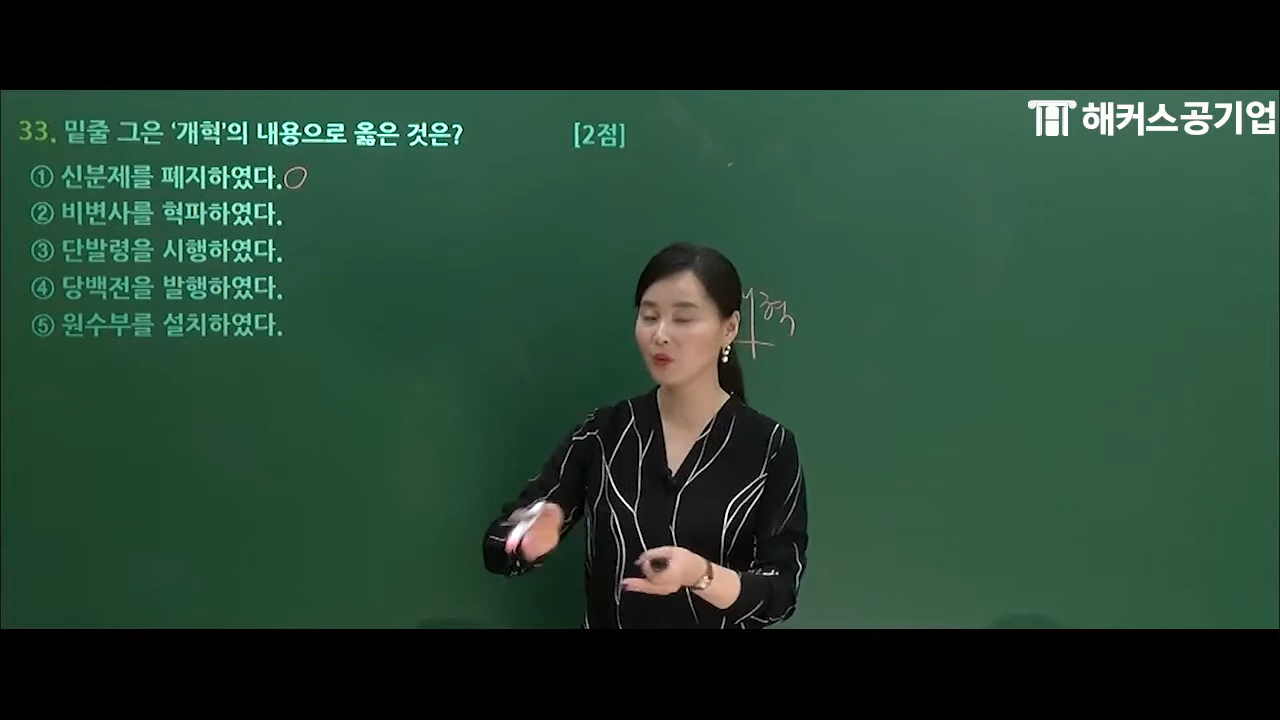 해커스공기업
33. 밑줄 그은 '개혁'의 내용으로 옳은 것은? [2점]
① 신분제를 폐지하였다.
② 비변사를 혁파하였다.
③ 단발령을 시행하였다.
④ 당백전을 발행하였다.
⑤ 원수부를 설치하였다.
혁